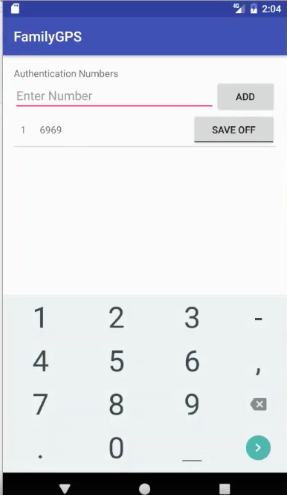 4G 2:04
FamilyGPS
Authentication Numbers
Enter Number ADD
1 6969 SAVE OFF
1 2 3 -
4 5 6 ,
7 8 9
. 0 _